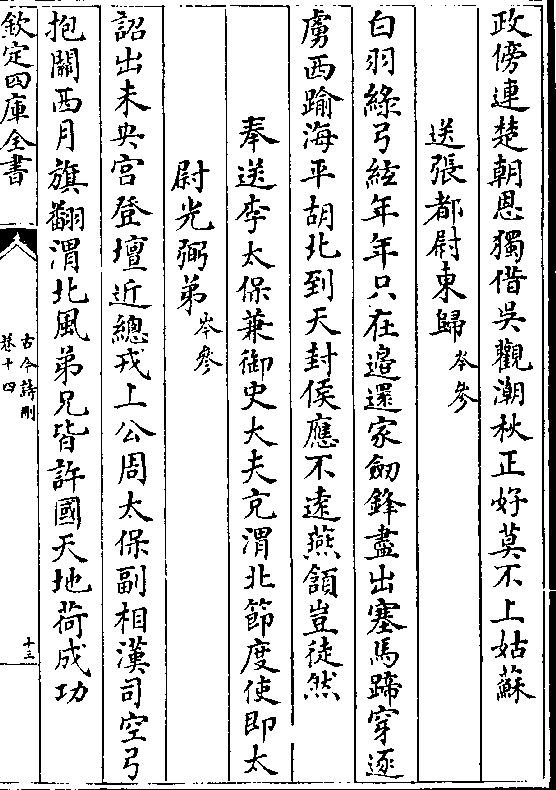 政傍連楚朝恩獨借吳觀潮秋正好莫不上姑蘇
送張都尉東歸岑參
白羽綠弓絃年年只在邊還家劒鋒盡出塞馬蹄穿逐
虜西踰海平胡北到天封侯應不逺燕頷豈徒然
奉送李太保兼御史大夫充渭北節度使即太
尉光弼弟岑參
詔出未央宫登壇近總戎上公周太保副相漢司空弓
抱關西月旗翻渭北風弟兄皆許國天地荷成功
欽定四庫全書
古今詩刪
卷十四
十三